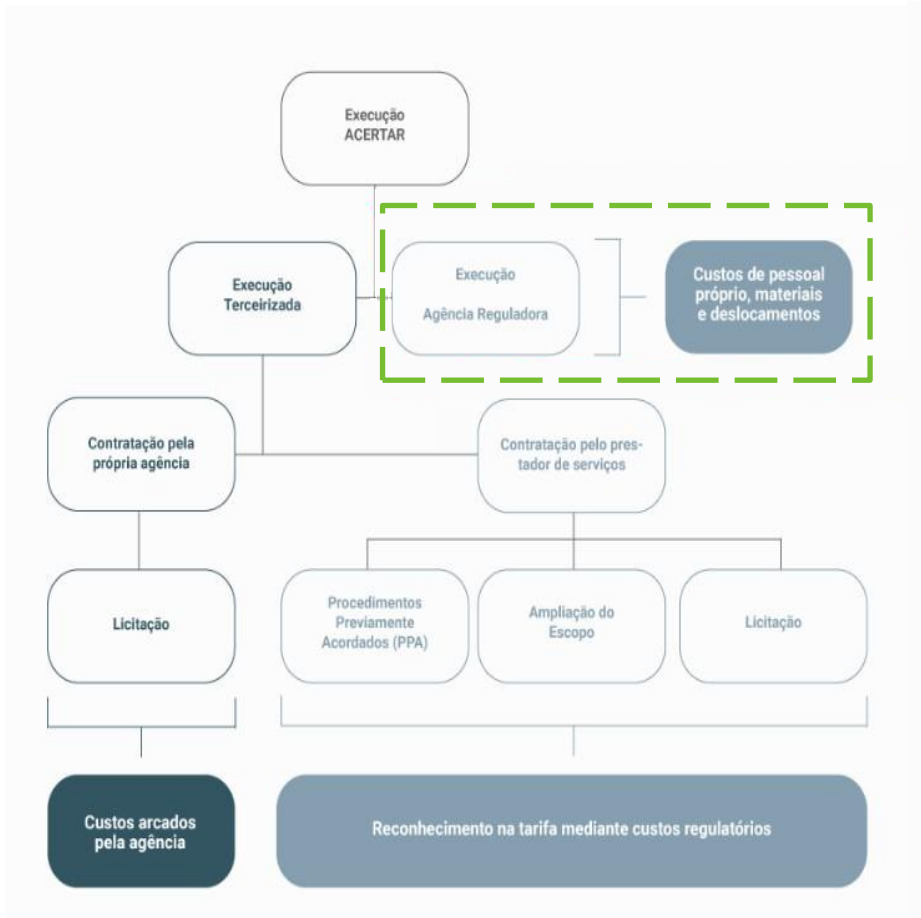 Execução
ACERTAR
Execução
Terceirizada
Execução
Agência Reguladora
Custos de pessoal
próprio, materiais
e deslocamentos
Contratação pela
própria agência
Contratação pelo pres-
tador de serviços
Licitação
Procedimentos
Previamente
Acordados (PPA)
Ampliação do
Escopo
Licitação
Custos arcados
pela agência
Reconhecimento na tarifa mediante custos regulatórios